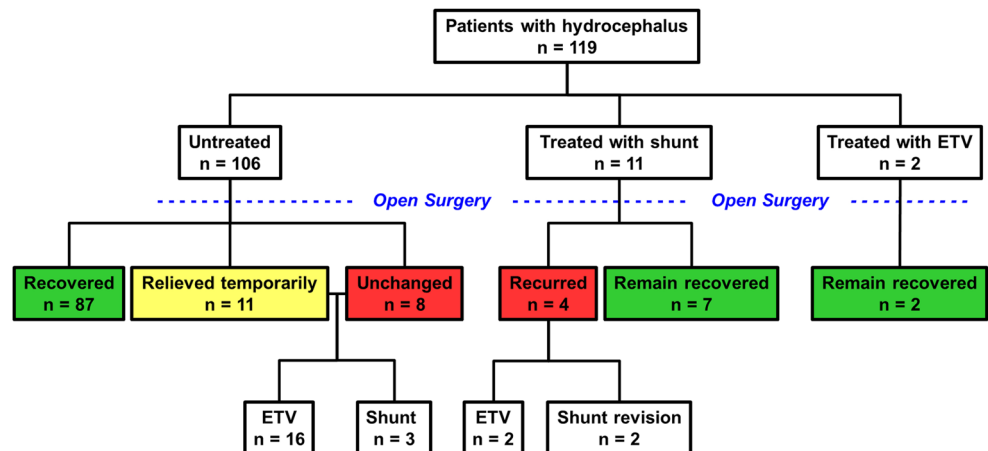 Patients with hydrocephalus
n = 119
Untreated
n = 106
Treated with shunt
n = 11
Treated with ETV
n = 2
Open Surgery
Open Surgery
Recovered
n = 87
Relieved temporarily
n = 11
Unchanged
n = 8
Recurred
n = 4
Remain recovered
n = 7
Remain recovered
n = 2
ETV
n = 16
Shunt
n = 3
ETV
n = 2
Shunt revision
n = 2